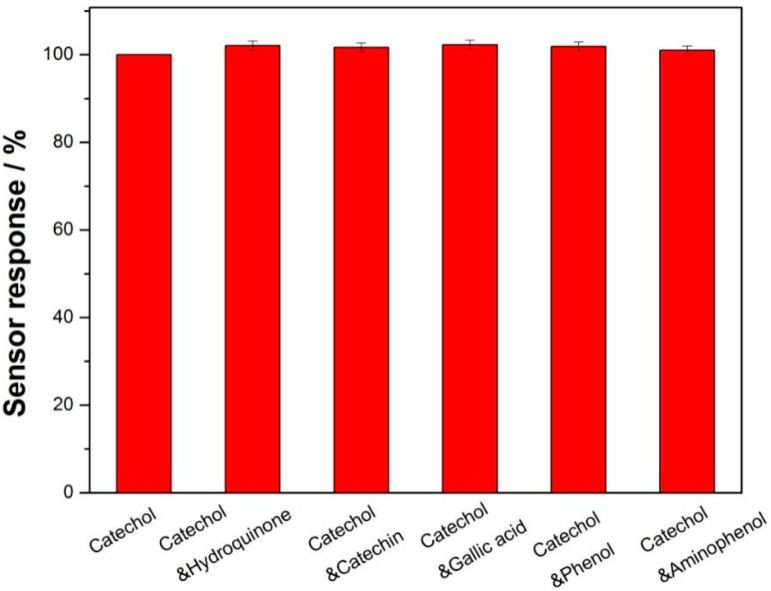 Sensor response / %
100
80
60
40
20
0
Catechol
Catechol
&Hydroquinone
Catechol
&Catechin
Catechol
&Gallic acid
Catechol
&Phenol
Catechol
&Aminophenol